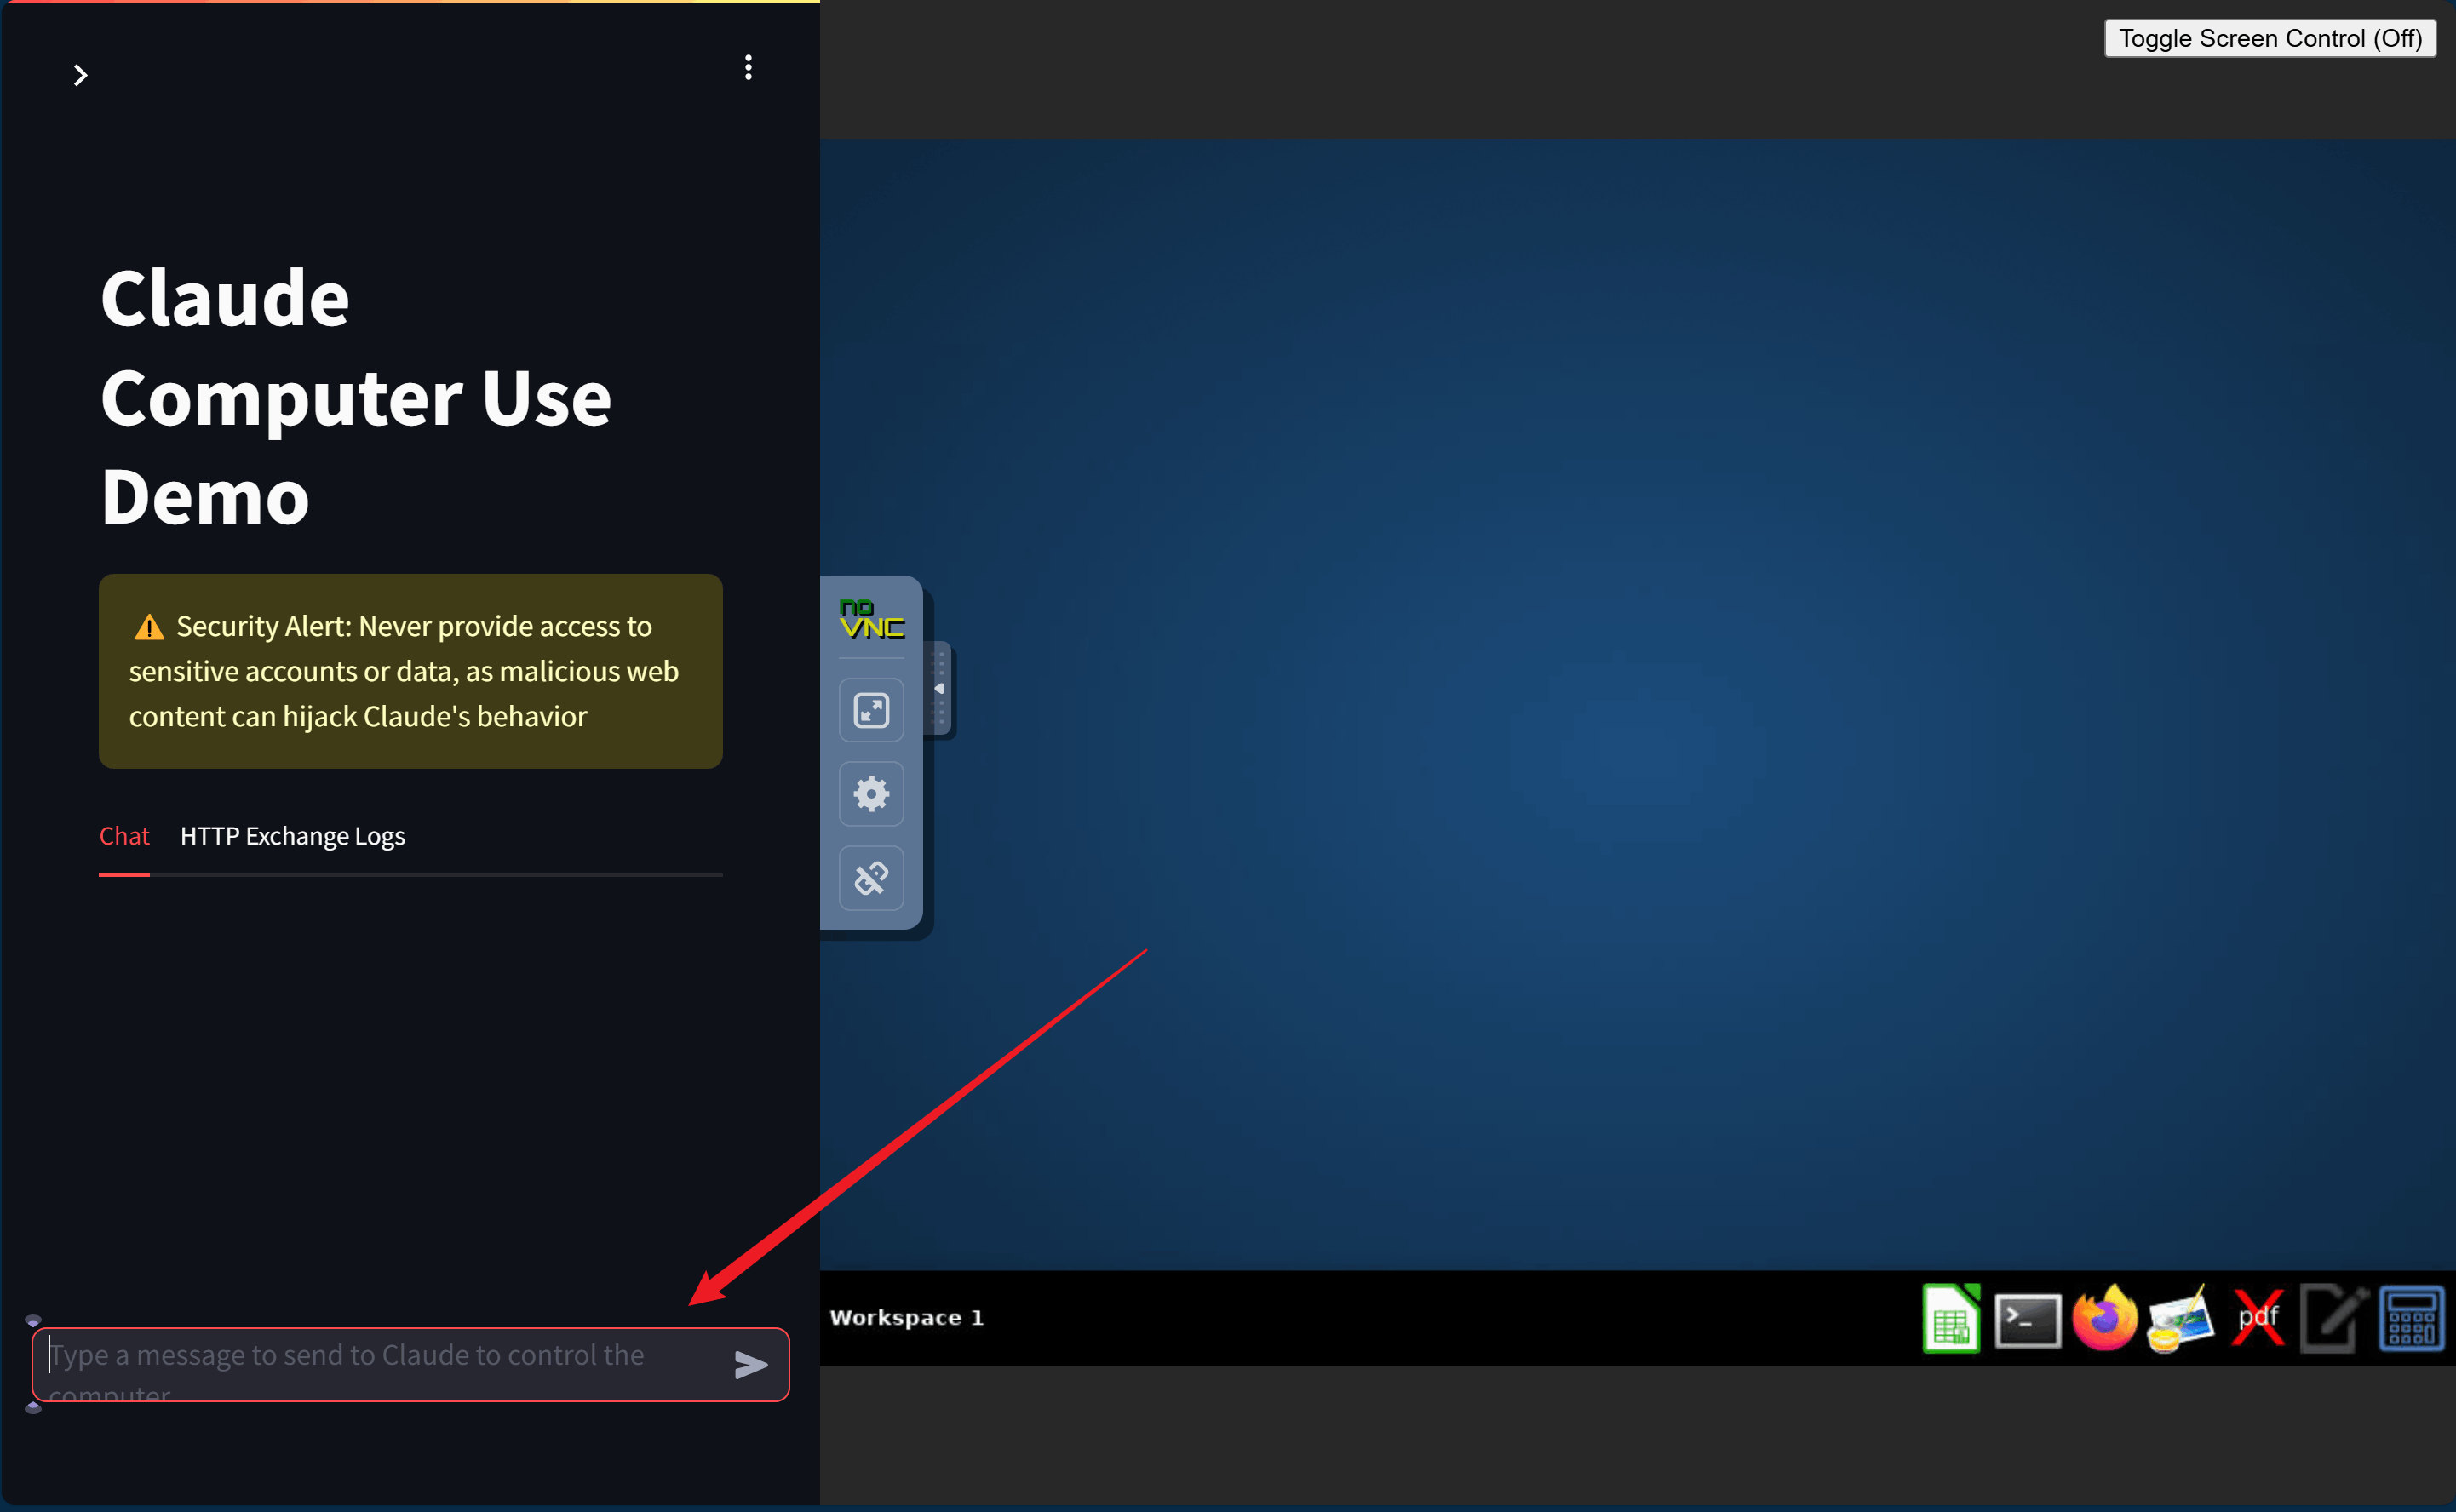 Toggle Screen Control (Off)
Claude
Computer Use
Demo
⚠️ Security Alert: Never provide access to
sensitive accounts or data, as malicious web
content can hijack Claude's behavior
Chat
HTTP Exchange Logs
no
VNC
Type a message to send to Claude to control the
computer
Workspace 1
pdf